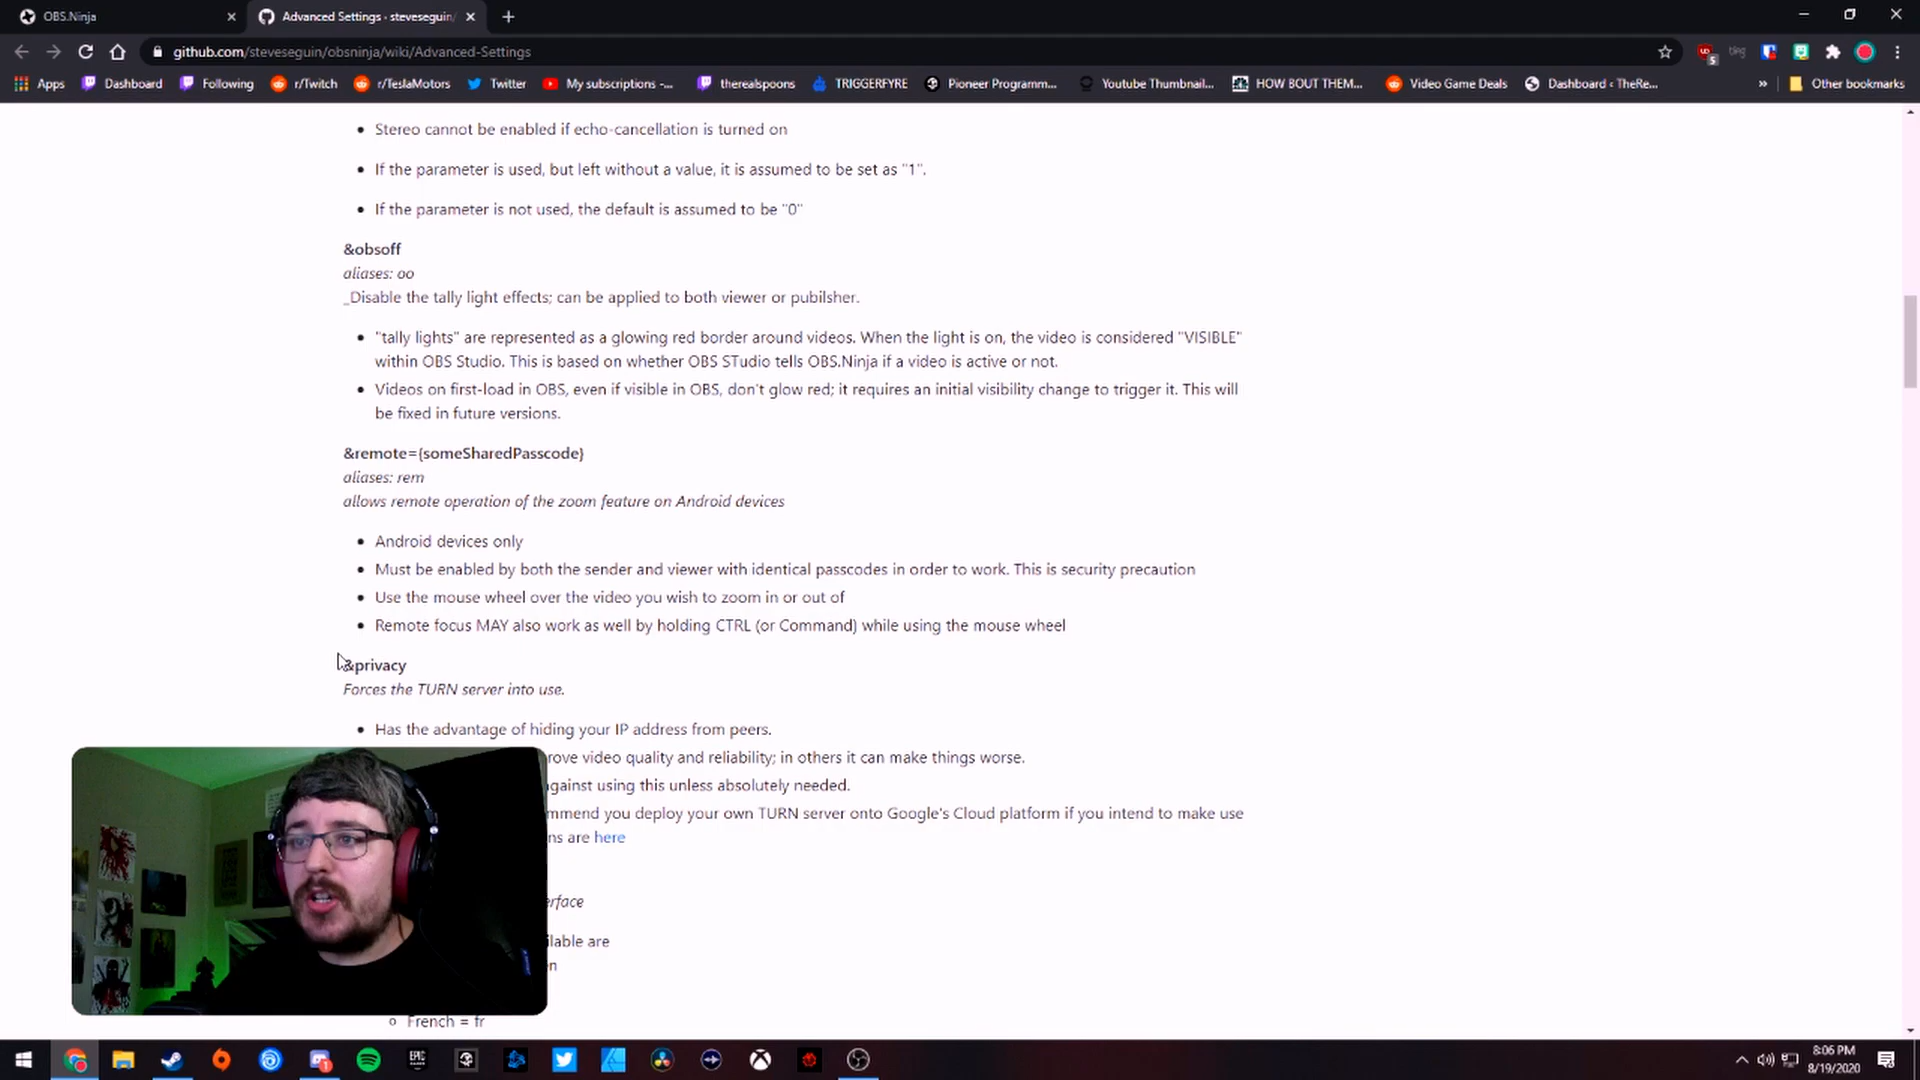 OBS.Ninja
Advanced Settings · steveseguin/
github.com/steveseguin/obsninja/wiki/Advanced-Settings
Apps Dashboard Following r/Twitch r/TeslaMotors Twitter My subscriptions -... therealspoons TRIGGERFYRE Pioneer Programm... Youtube Thumbnail... HOW BOUT THEM... Video Game Deals Dashboard ‹ TheRe... » Other bookmarks
Stereo cannot be enabled if echo-cancellation is turned on
If the parameter is used, but left without a value, it is assumed to be set as "1".
If the parameter is not used, the default is assumed to be "0"
&obsoff
aliases: oo
_Disable the tally light effects; can be applied to both viewer or pubilsher.
"tally lights" are represented as a glowing red border around videos. When the light is on, the video is considered "VISIBLE"
within OBS Studio. This is based on whether OBS STudio tells OBS.Ninja if a video is active or not.
Videos on first-load in OBS, even if visible in OBS, don't glow red; it requires an initial visibility change to trigger it. This will
be fixed in future versions.
&remote={someSharedPasscode}
aliases: rem
allows remote operation of the zoom feature on Android devices
Android devices only
Must be enabled by both the sender and viewer with identical passcodes in order to work. This is security precaution
Use the mouse wheel over the video you wish to zoom in or out of
Remote focus MAY also work as well by holding CTRL (or Command) while using the mouse wheel
&privacy
Forces the TURN server into use.
Has the advantage of hiding your IP address from peers.
rove video quality and reliability; in others it can make things worse.
against using this unless absolutely needed.
mmend you deploy your own TURN server onto Google's Cloud platform if you intend to make use
ns are here
erface
ilable are
en
French = fr
EPIC
8:06 PM
8/19/2020